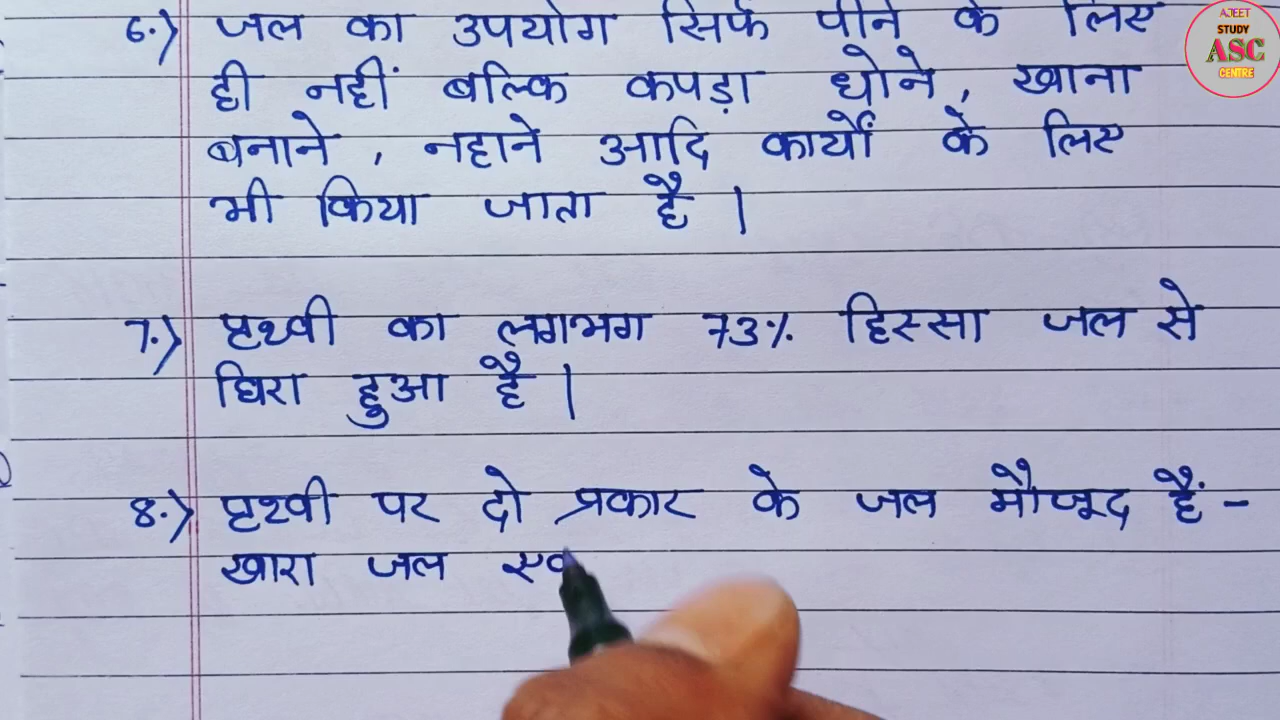 6.) जल का उपयोग सिर्फ पीने के लिए
ही नहीं बल्कि कपड़ा धोने, खाना
बनाने, नहाने आदि कार्यों के लिए
भी किया जाता है।
7.) पृथ्वी का लगभग 73% हिस्सा जल से
घिरा हुआ है।
8.) पृथ्वी पर दो प्रकार के जल मौजूद हैं -
खारा जल
AJEET
STUDY
ASC
CENTRE